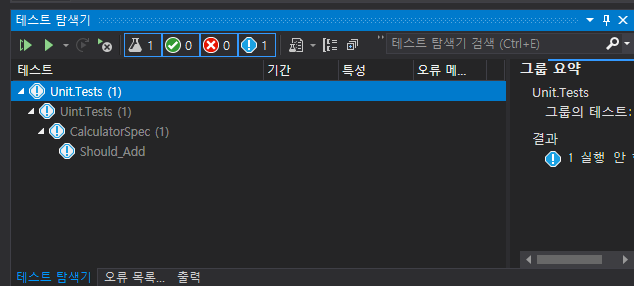 테스트 탐색기
1 0 0 1 " 테스트 탐색기 검색 (Ctrl+E)
테스트 기간 특성 오류 메... 그룹 요약
Unit.Tests (1)
Unit.Tests
Uint.Tests (1)
그룹의 테스트:
CalculatorSpec (1)
결과
Should_Add
1 실행 안
테스트 탐색기 오류 목록... 출력